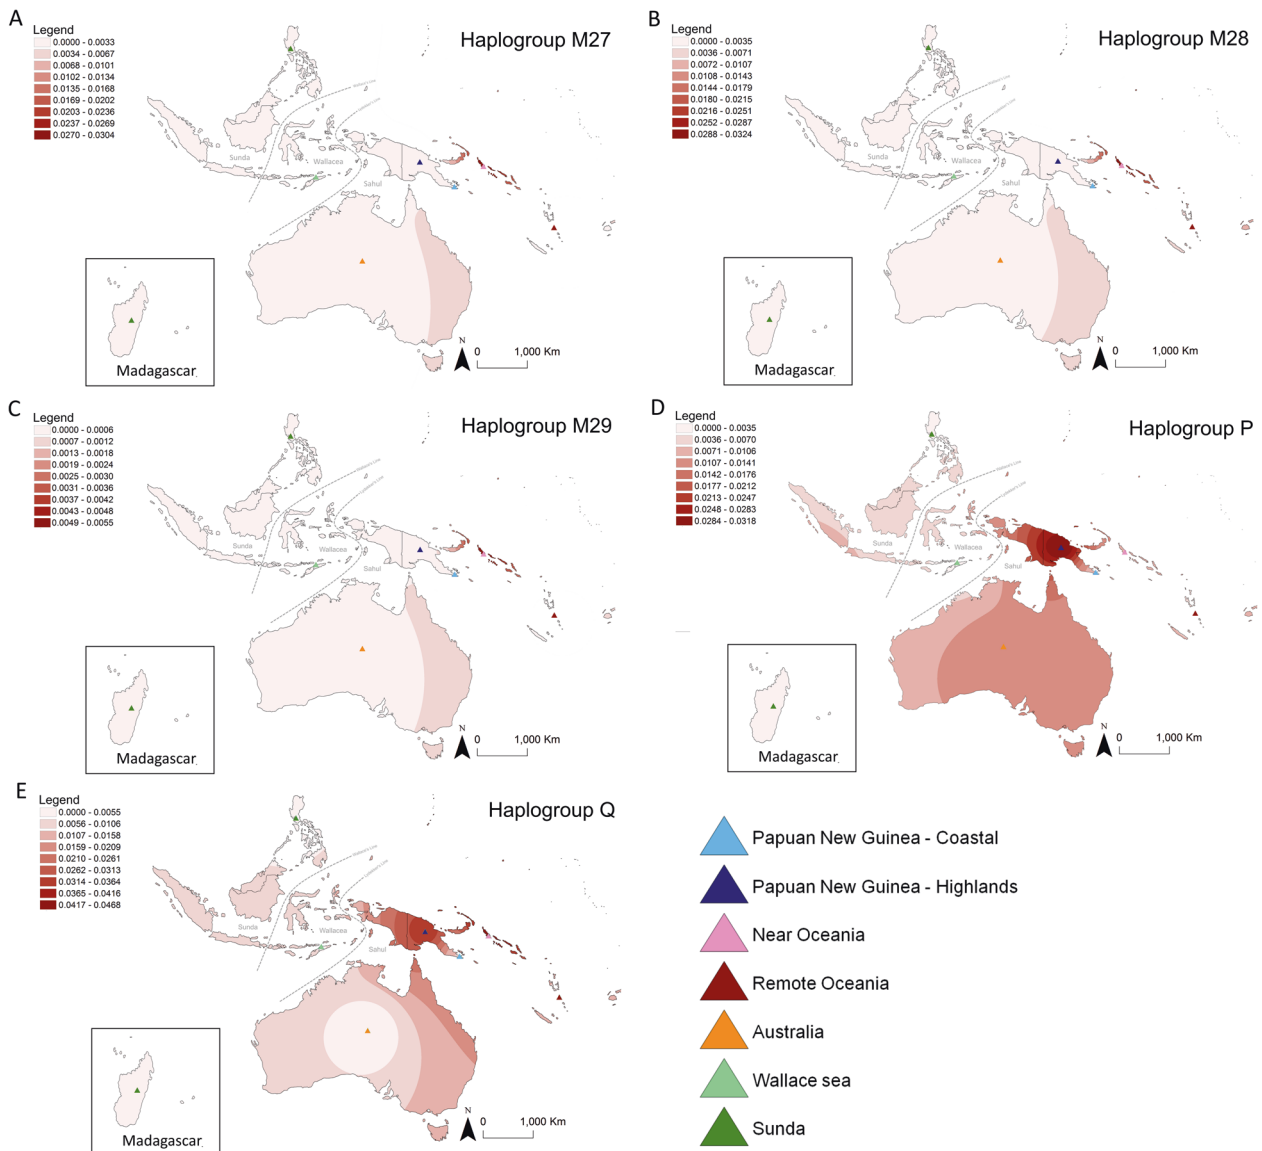 A
Legend
0.0000 - 0.0033
0.0034 - 0.0067
0.0068 - 0.0101
0.0102 - 0.0134
0.0135 - 0.0168
0.0169 - 0.0202
0.0203 - 0.0236
0.0237 - 0.0269
0.0270 - 0.0304
Haplogroup M27
Sunda
Wallacea
Sahul
Madagascar
N
0 1,000 Km
B
Legend
0.0000 - 0.0035
0.0036 - 0.0071
0.0072 - 0.0107
0.0108 - 0.0143
0.0144 - 0.0179
0.0180 - 0.0215
0.0216 - 0.0251
0.0252 - 0.0287
0.0288 - 0.0324
Haplogroup M28
Sunda
Wallacea
Sahul
Madagascar
N
0 1,000 Km
C
Legend
0.0000 - 0.0006
0.0007 - 0.0012
0.0013 - 0.0018
0.0019 - 0.0024
0.0025 - 0.0030
0.0031 - 0.0036
0.0037 - 0.0042
0.0043 - 0.0048
0.0049 - 0.0055
Haplogroup M29
Sunda
Wallacea
Sahul
Madagascar
N
0 1,000 Km
D
Legend
0.0000 - 0.0035
0.0036 - 0.0070
0.0071 - 0.0106
0.0107 - 0.0141
0.0142 - 0.0176
0.0177 - 0.0212
0.0213 - 0.0247
0.0248 - 0.0283
0.0284 - 0.0318
Haplogroup P
Sunda
Wallacea
Sahul
Madagascar
N
0 1,000 Km
E
Legend
0.0000 - 0.0055
0.0056 - 0.0106
0.0107 - 0.0158
0.0159 - 0.0209
0.0210 - 0.0261
0.0262 - 0.0313
0.0314 - 0.0364
0.0365 - 0.0416
0.0417 - 0.0468
Haplogroup Q
Sunda
Wallacea
Sahul
Madagascar
N
0 1,000 Km
Papuan New Guinea - Coastal
Papuan New Guinea - Highlands
Near Oceania
Remote Oceania
Australia
Wallace sea
Sunda